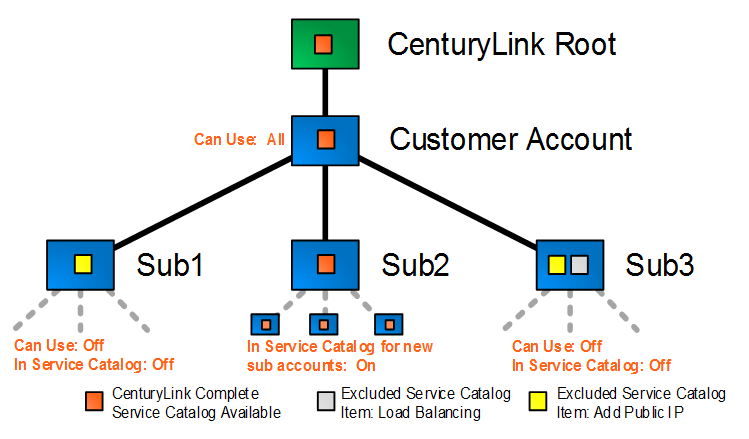 CenturyLink Root
Can Use: All
Customer Account
Sub1
Sub2
Sub3
Can Use: Off
In Service Catalog: Off
In Service Catalog for new
sub accounts: On
Can Use: Off
In Service Catalog: Off
CenturyLink Complete
Service Catalog Available
Excluded Service Catalog
Item: Load Balancing
Excluded Service Catalog
Item: Add Public IP